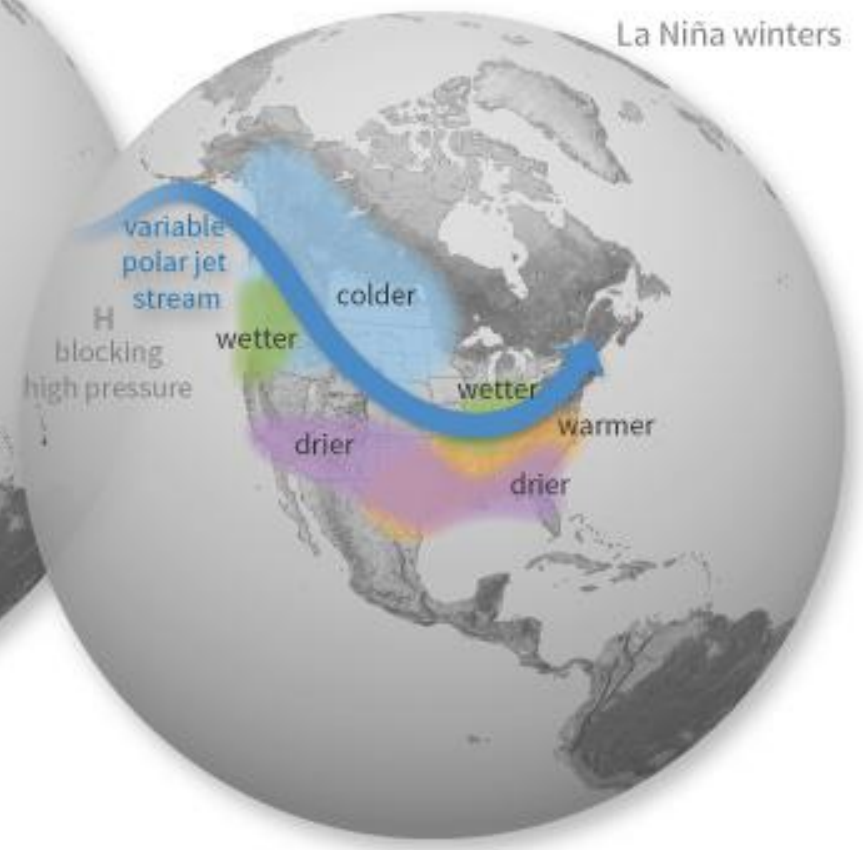 La Niña winters
variable
polar jet
stream
H
blocking
high pressure
colder
wetter
wetter
warmer
drier
drier